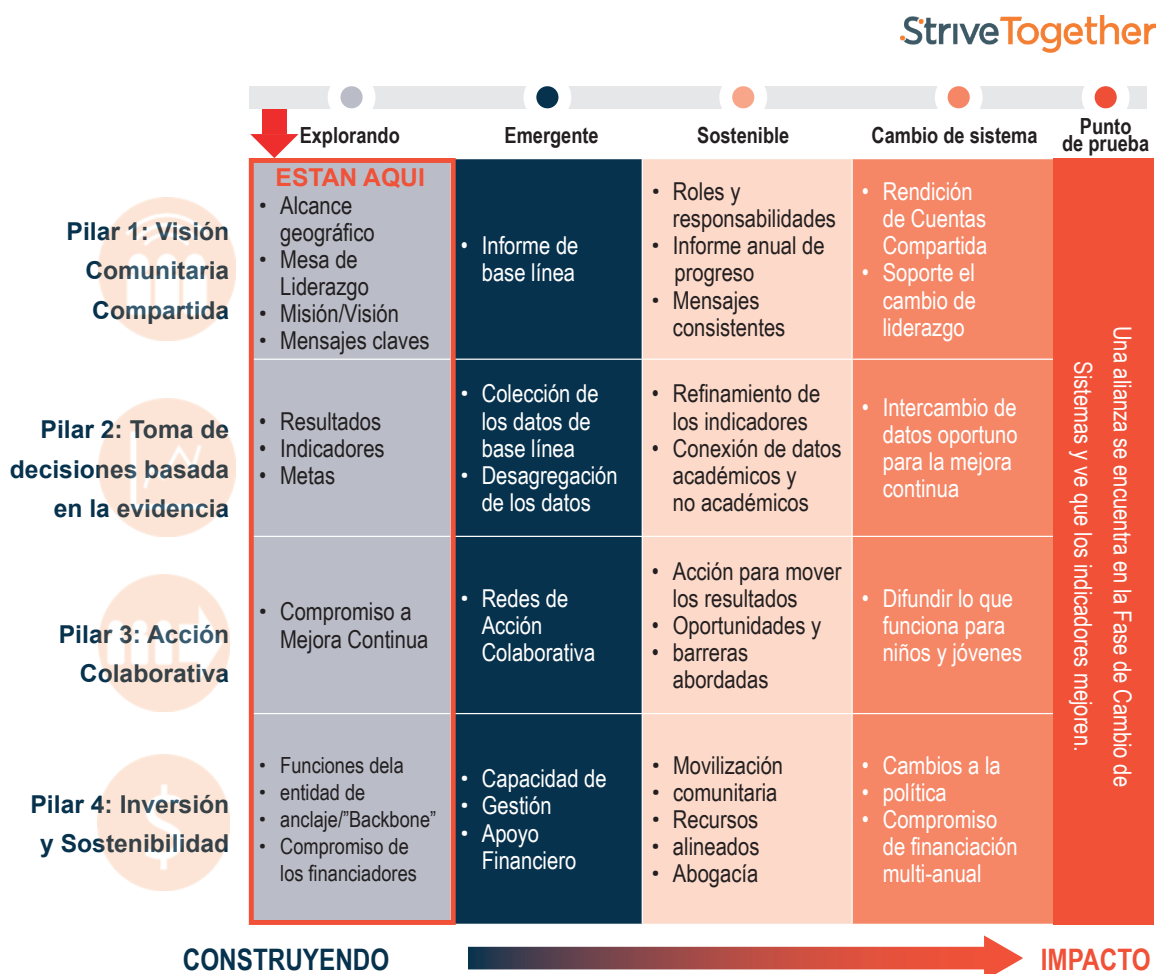 StriveTogether
Explorando
Emergente
Sostenible
Cambio de sistema
Punto
de prueba
Pilar 1: Visión
Comunitaria
Compartida
ESTAN AQUI
• Alcance
geográfico
• Mesa de
Liderazgo
• Misión/Visión
• Mensajes claves
• Informe de
base línea
• Roles y
responsabilidades
• Informe anual de
progreso
• Mensajes
consistentes
• Rendición
de Cuentas
Compartida
• Soporte el
cambio de
liderazgo
Pilar 2: Toma de
decisiones basada
en la evidencia
• Resultados
• Indicadores
• Metas
• Colección de
los datos de
base línea
• Desagregación
de los datos
• Refinamiento de
los indicadores
• Conexión de datos
académicos y
no académicos
• Intercambio de
datos oportuno
para la mejora
continua
Pilar 3: Acción
Colaborativa
• Compromiso a
Mejora Continua
• Redes de
Acción
Colaborativa
• Acción para mover
los resultados
• Oportunidades y
• barreras
abordadas
• Difundir lo que
funciona para
niños y jóvenes
Pilar 4: Inversión
y Sostenibilidad
• Funciones dela
• entidad de
• anclaje/”Backbone”
• Compromiso de
los financiadores
• Capacidad de
• Gestión
• Apoyo
Financiero
• Movilización
• comunitaria
• Recursos
• alineados
• Abogacía
• Cambios a la
• política
• Compromiso
de financiación
multi-anual
Una alianza se encuentra en la Fase de Cambio de
Sistemas y ve que los indicadores mejoren.
CONSTRUYENDO
IMPACTO